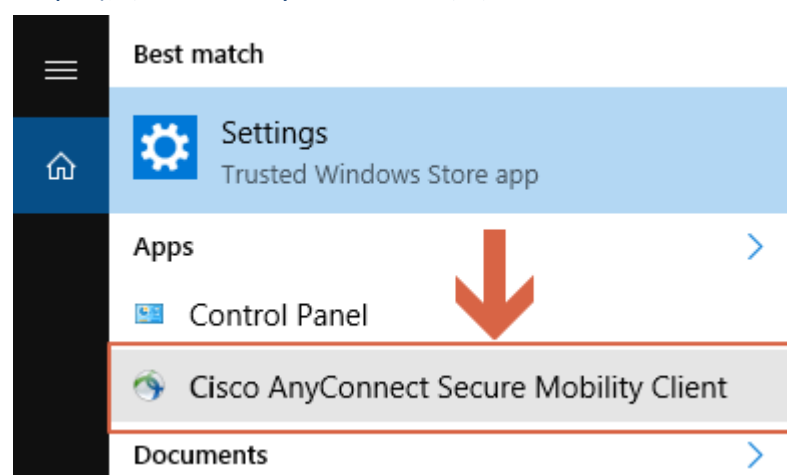 Best match
Settings
Trusted Windows Store app
Apps
Control Panel
Cisco AnyConnect Secure Mobility Client
Documents